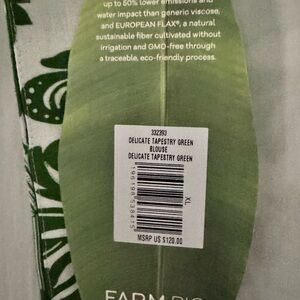 up to 50% lower emissions and
water impact than generic viscose,
and EUROPEAN FLAX®, a natural
sustainable fiber cultivated without
irrigation and GMO-free through
a traceable, eco-friendly process.
332393
DELICATE TAPESTRY GREEN
BLOUSE
DELICATE TAPESTRY GREEN
XL
MSRP US $120.00
FARM RIO